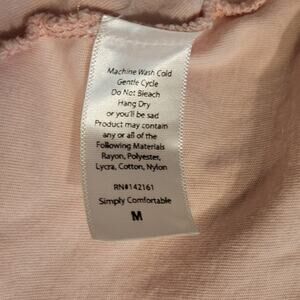 Machine Wash Cold
Gentle Cycle
Do Not Bleach
Hang Dry
or you'll be sad
Product may contain
any or all of the
Following Materials
Rayon, Polyester,
Lycra, Cotton, Nylon
RN#142161
Simply Comfortable
M